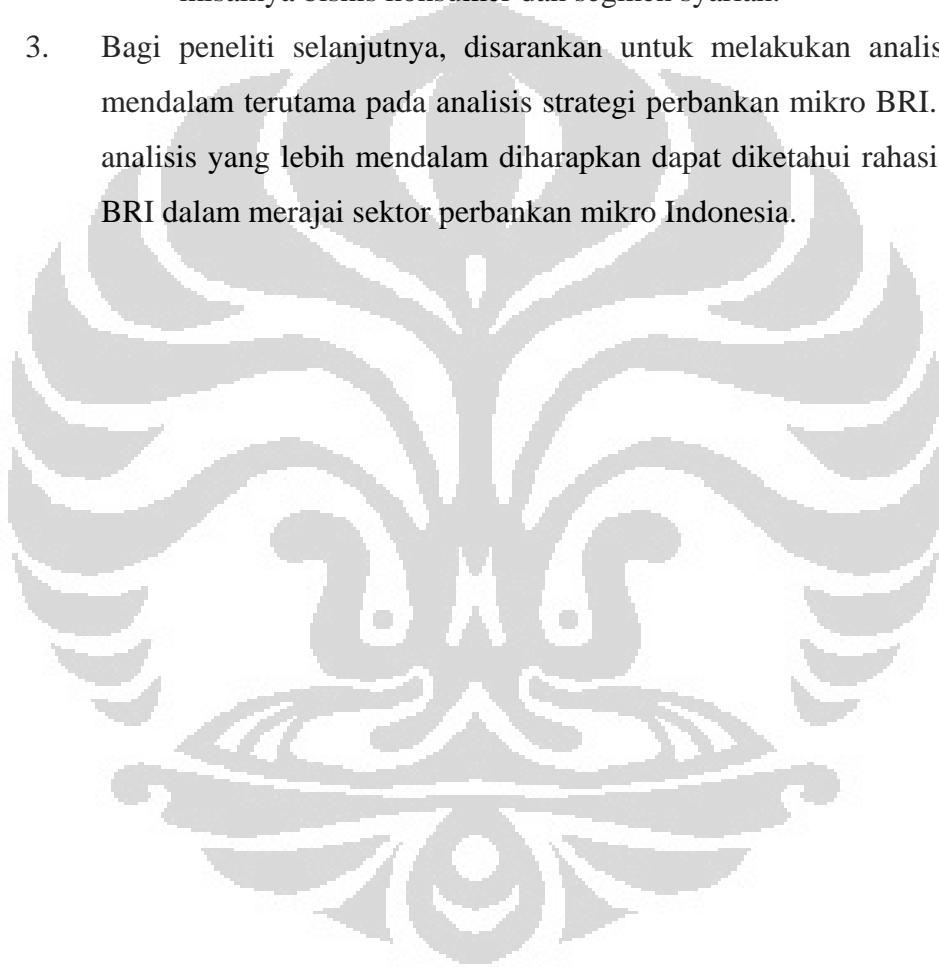 misalnya bisnis konsumer dan segmen syariah.
3. Bagi peneliti selanjutnya, disarankan untuk melakukan analis
mendalam terutama pada analisis strategi perbankan mikro BRI.
analisis yang lebih mendalam diharapkan dapat diketahui rahasi
BRI dalam merajai sektor perbankan mikro Indonesia.